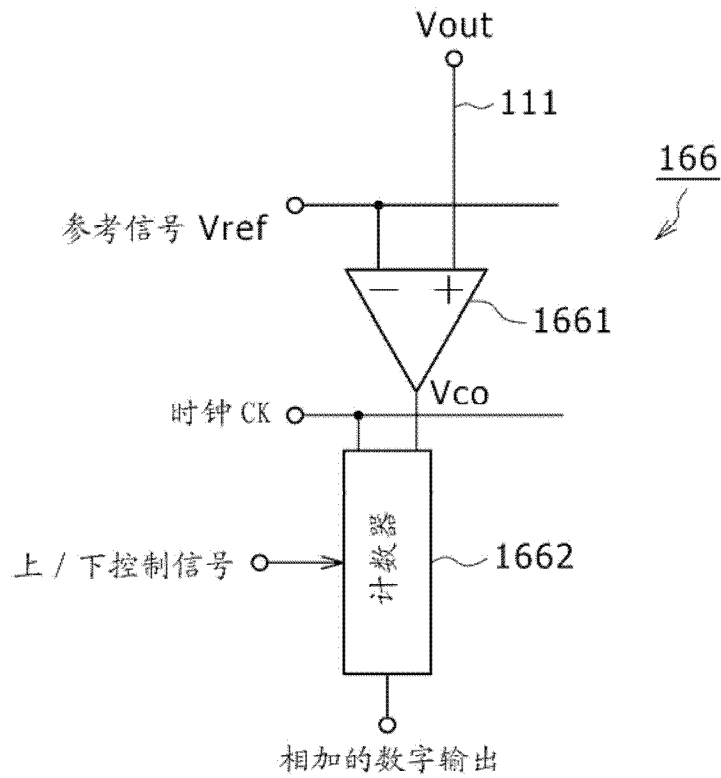 Vout
111
166
参考信号 Vref
− +
1661
Vco
时钟 CK
计数器
上 / 下控制信号
1662
相加的数字输出